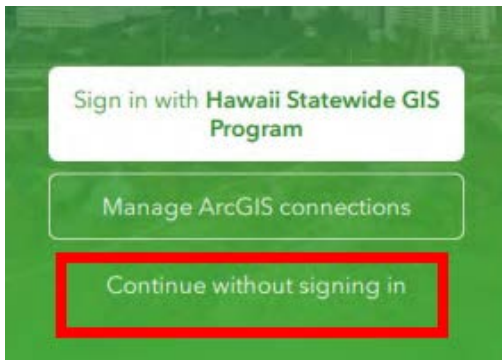 Sign in with Hawaii Statewide GIS
Program
Manage ArcGIS connections
Continue without signing in